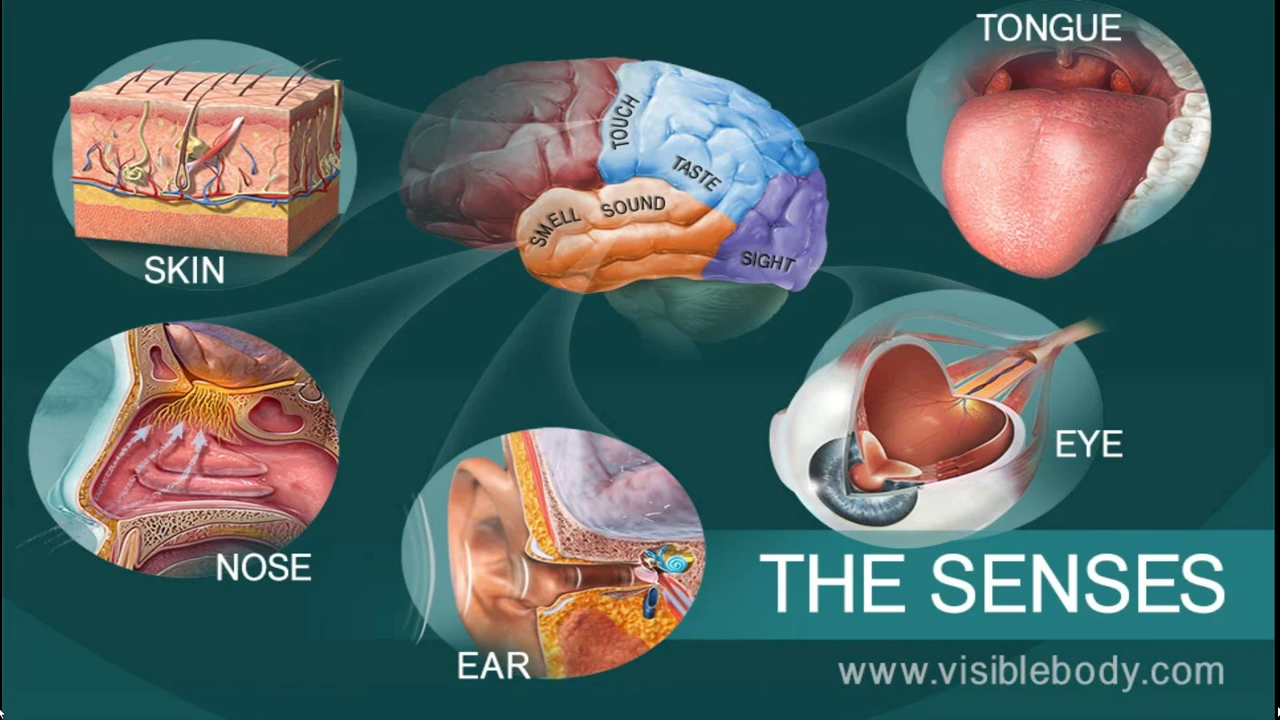 TONGUE
TOUCH
TASTE
SMELL SOUND
SIGHT
SKIN
EYE
NOSE
EAR
THE SENSES
www.visiblebody.com